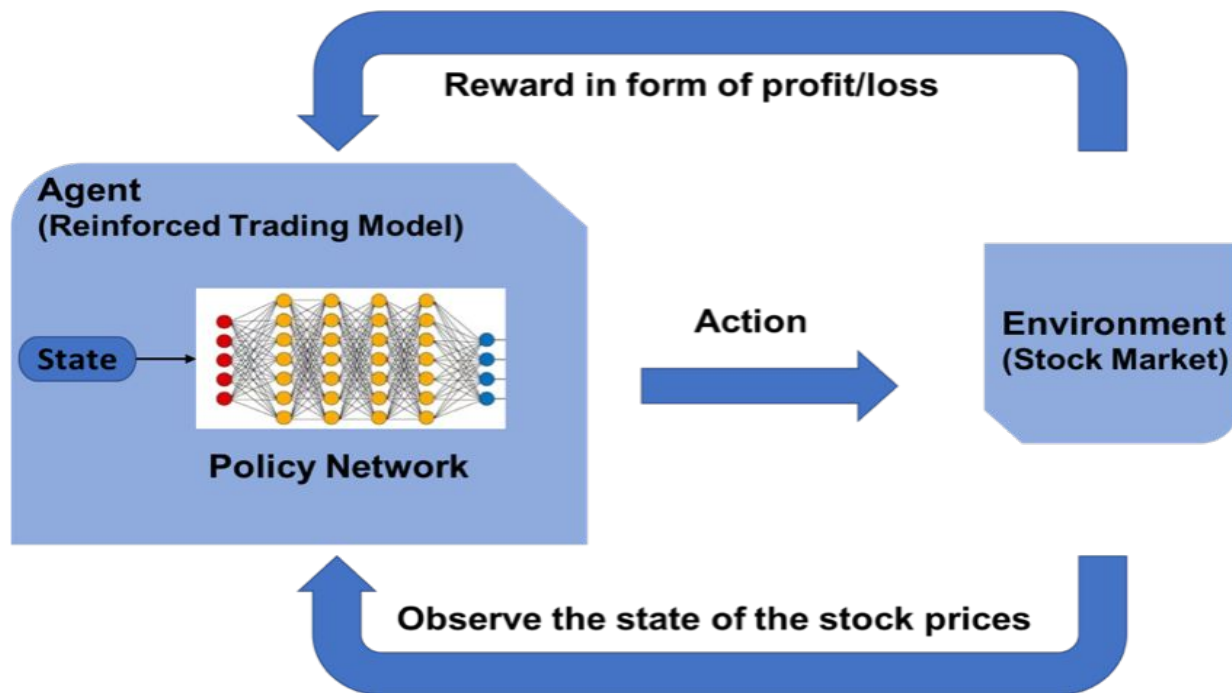 Reward in form of profit/loss
Agent
(Reinforced Trading Model)
State
Policy Network
Action
Environment
(Stock Market)
Observe the state of the stock prices